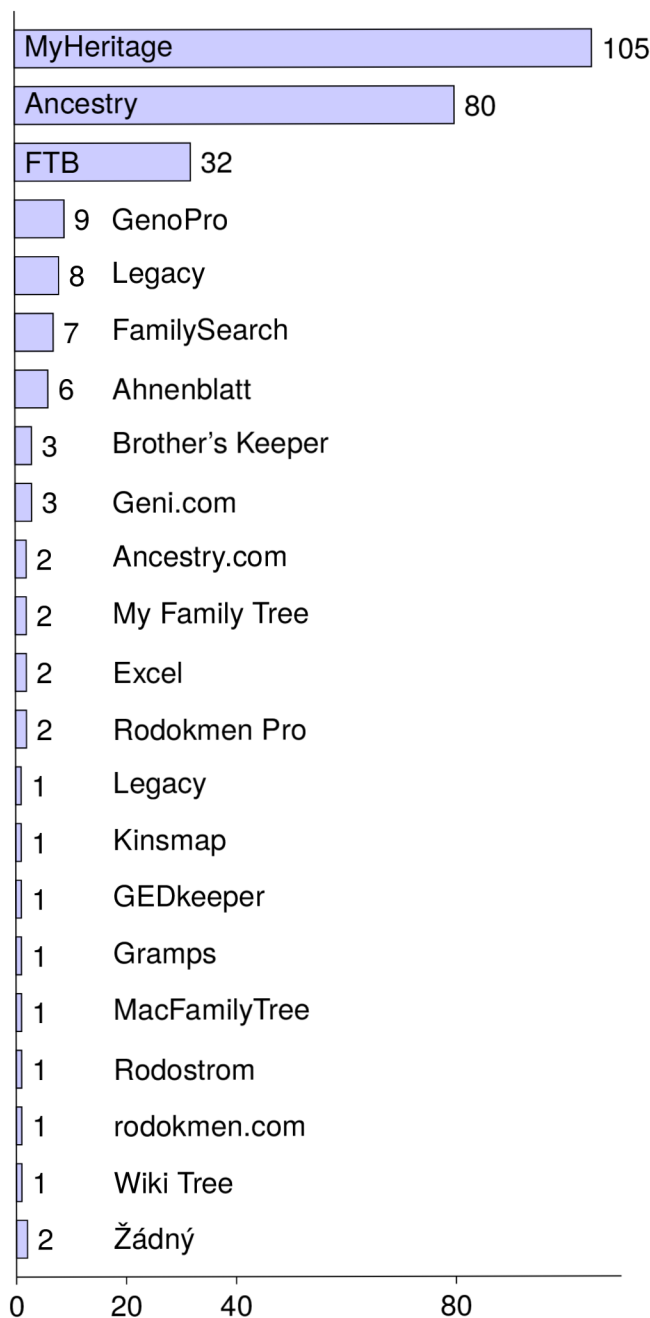 MyHeritage 105
Ancestry 80
FTB 32
9 GenoPro
8 Legacy
7 FamilySearch
6 Ahnenblatt
3 Brother’s Keeper
3 Geni.com
2 Ancestry.com
2 My Family Tree
2 Excel
2 Rodokmen Pro
1 Legacy
1 Kinsmap
1 GEDkeeper
1 Gramps
1 MacFamilyTree
1 Rodostrom
1 rodokmen.com
1 Wiki Tree
2 Žádný
0 20 40 80